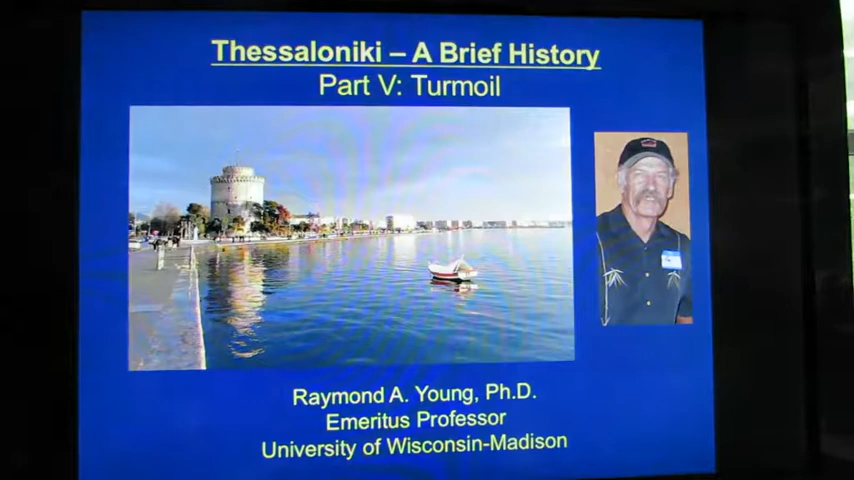 Thessaloniki – A Brief History
Part V: Turmoil
Raymond A. Young, Ph.D.
Emeritus Professor
University of Wisconsin-Madison